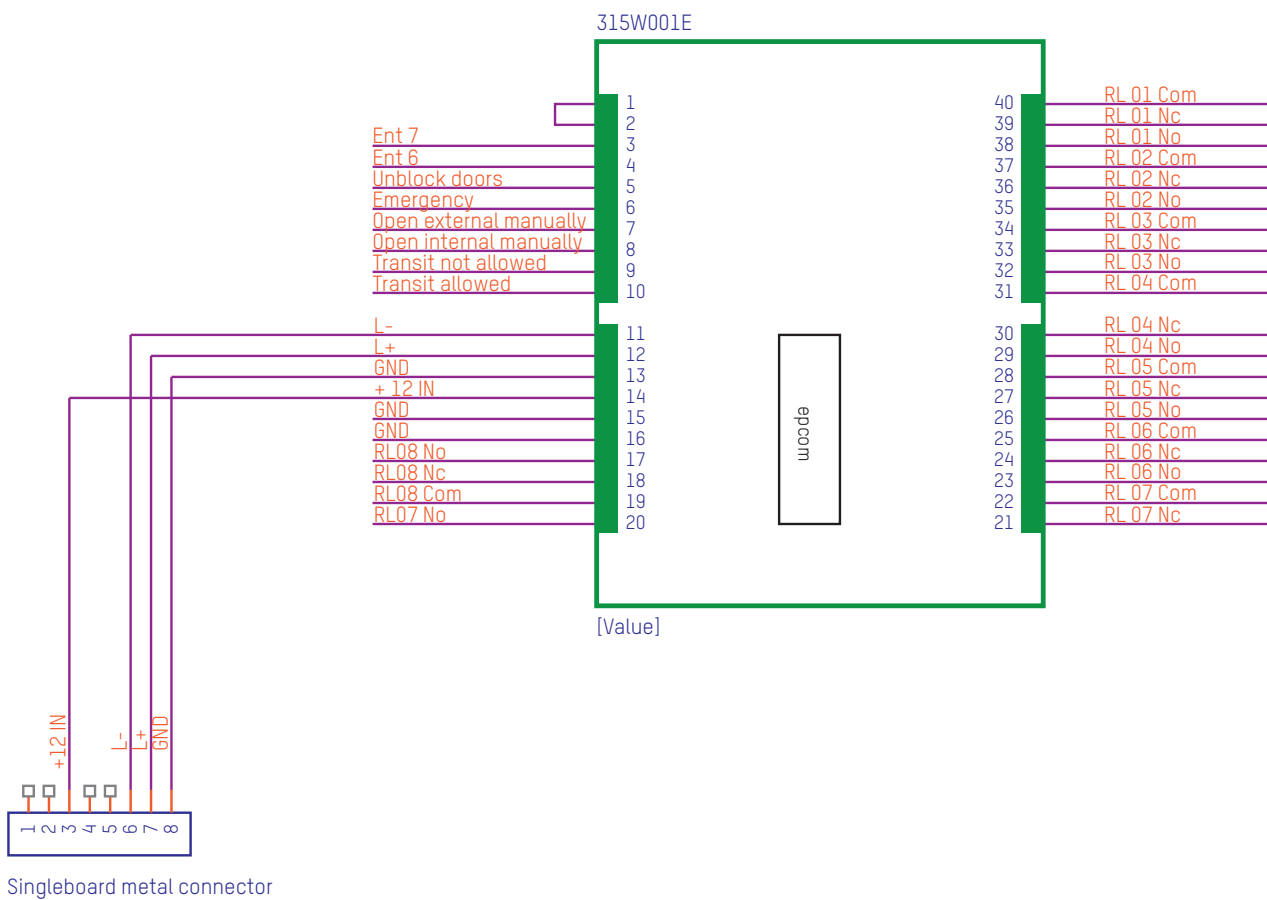 315W001E
1
2
Ent 7 3
Ent 6 4
Unblock doors 5
Emergency 6
Open external manually 7
Open internal manually 8
Transit not allowed 9
Transit allowed 10
L- 11
L+ 12
GND 13
+ 12 IN 14
GND 15
GND 16
RL08 No 17
RL08 Nc 18
RL08 Com 19
RL07 No 20
epcom
40 RL 01 Com
39 RL 01 Nc
38 RL 01 No
37 RL 02 Com
36 RL 02 Nc
35 RL 02 No
34 RL 03 Com
33 RL 03 Nc
32 RL 03 No
31 RL 04 Com
30 RL 04 Nc
29 RL 04 No
28 RL 05 Com
27 RL 05 Nc
26 RL 05 No
25 RL 06 Com
24 RL 06 Nc
23 RL 06 No
22 RL 07 Com
21 RL 07 Nc
[Value]
+12 IN
L-
L+
GND
1 2 3 4 5 6 7 8
Singleboard metal connector